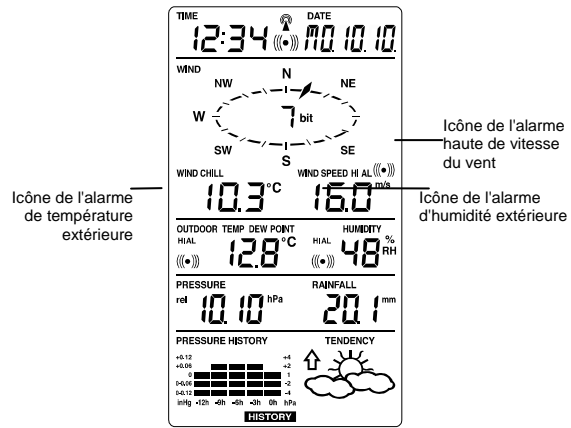 TIME DATE
12:34 MO. 10. 10.
WIND
N
NW NE
W E
7 bit
SW SE
S
Icône de l'alarme
haute de vitesse
du vent
WIND CHILL WIND SPEED HI AL
10.3 °C 16.0 m/s
Icône de l'alarme
de température
extérieure
Icône de l'alarme
d'humidité extérieure
OUTDOOR TEMP DEW POINT HUMIDITY
HI AL 12.8 °C HI AL 48 % RH
PRESSURE RAINFALL
rel 10.10 hPa 20.1 mm
PRESSURE HISTORY TENDENCY
+0.12 +4
+0.06 +2
0 1
0-0.06 -2
0-0.12 -4
inHg -12h -9h -6h -3h 0h hPa
HISTORY